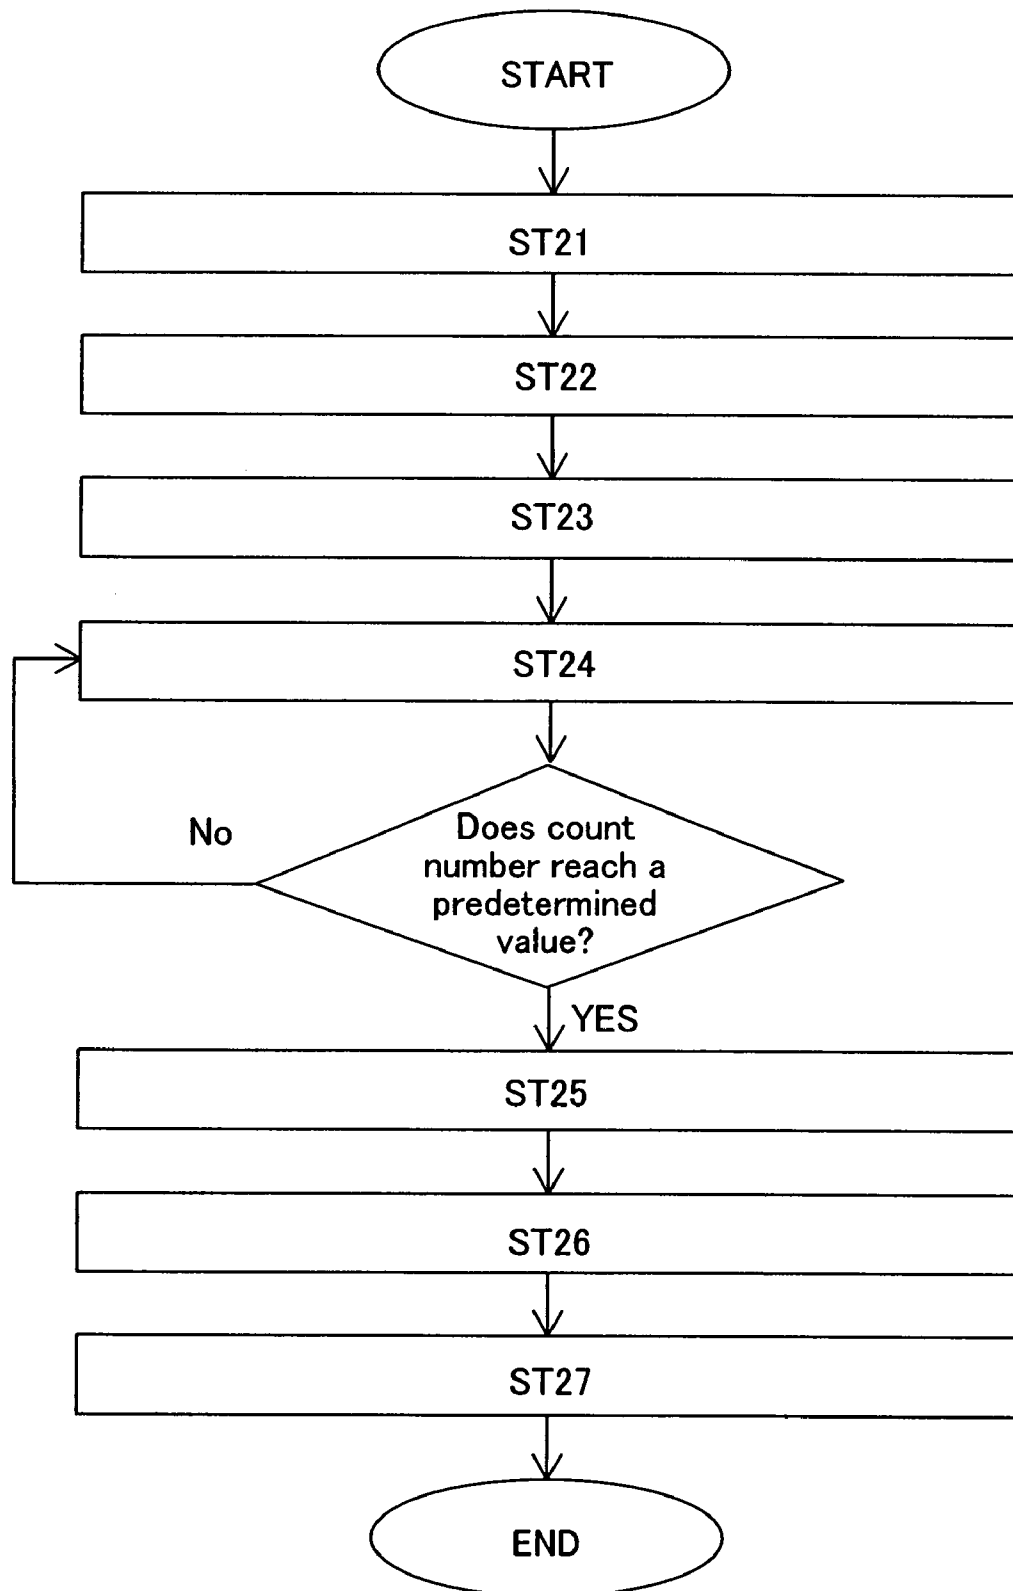 START
ST21
ST22
ST23
ST24
No
Does count
number reach a
predetermined
value?
YES
ST25
ST26
ST27
END